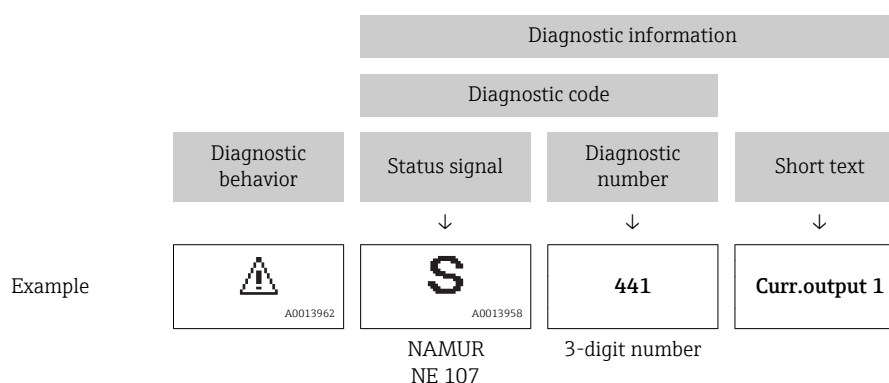 Diagnostic information
Diagnostic code
Diagnostic
behavior
Status signal
Diagnostic
number
Short text
↓ ↓ ↓
Example
A0013962
S
A0013958
441
Curr.output 1
NAMUR
NE 107
3-digit number